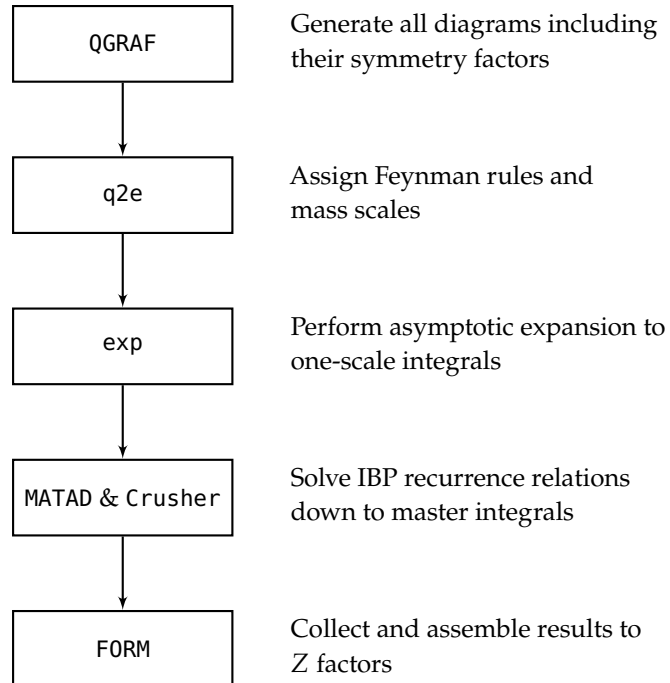 QGRAF
Generate all diagrams including
their symmetry factors
q2e
Assign Feynman rules and
mass scales
exp
Perform asymptotic expansion to
one-scale integrals
MATAD & Crusher
Solve IBP recurrence relations
down to master integrals
FORM
Collect and assemble results to
Z factors